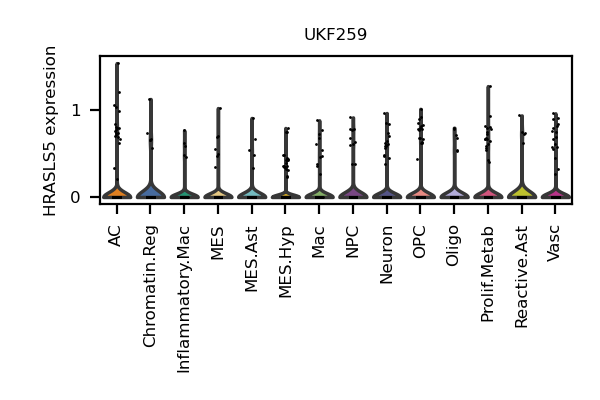 UKF259
HRASLS5 expression
1
0
AC
Chromatin.Reg
Inflammatory.Mac
MES
MES.Ast
MES.Hyp
Mac
NPC
Neuron
OPC
Oligo
Prolif.Metab
Reactive.Ast
Vasc